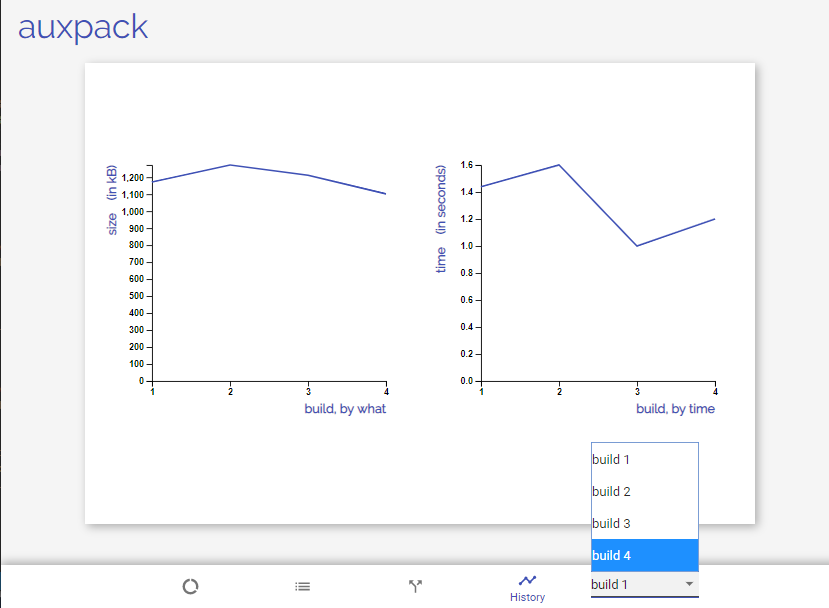 auxpack
size (in kB)
1,200
1,100
1,000
900
800
700
600
500
400
300
200
100
0
1 2 3 4
build, by what
time (in seconds)
1.6
1.4
1.2
1.0
0.8
0.6
0.4
0.2
0.0
1 2 3 4
build, by time
build 1
build 2
build 3
build 4
build 1
History